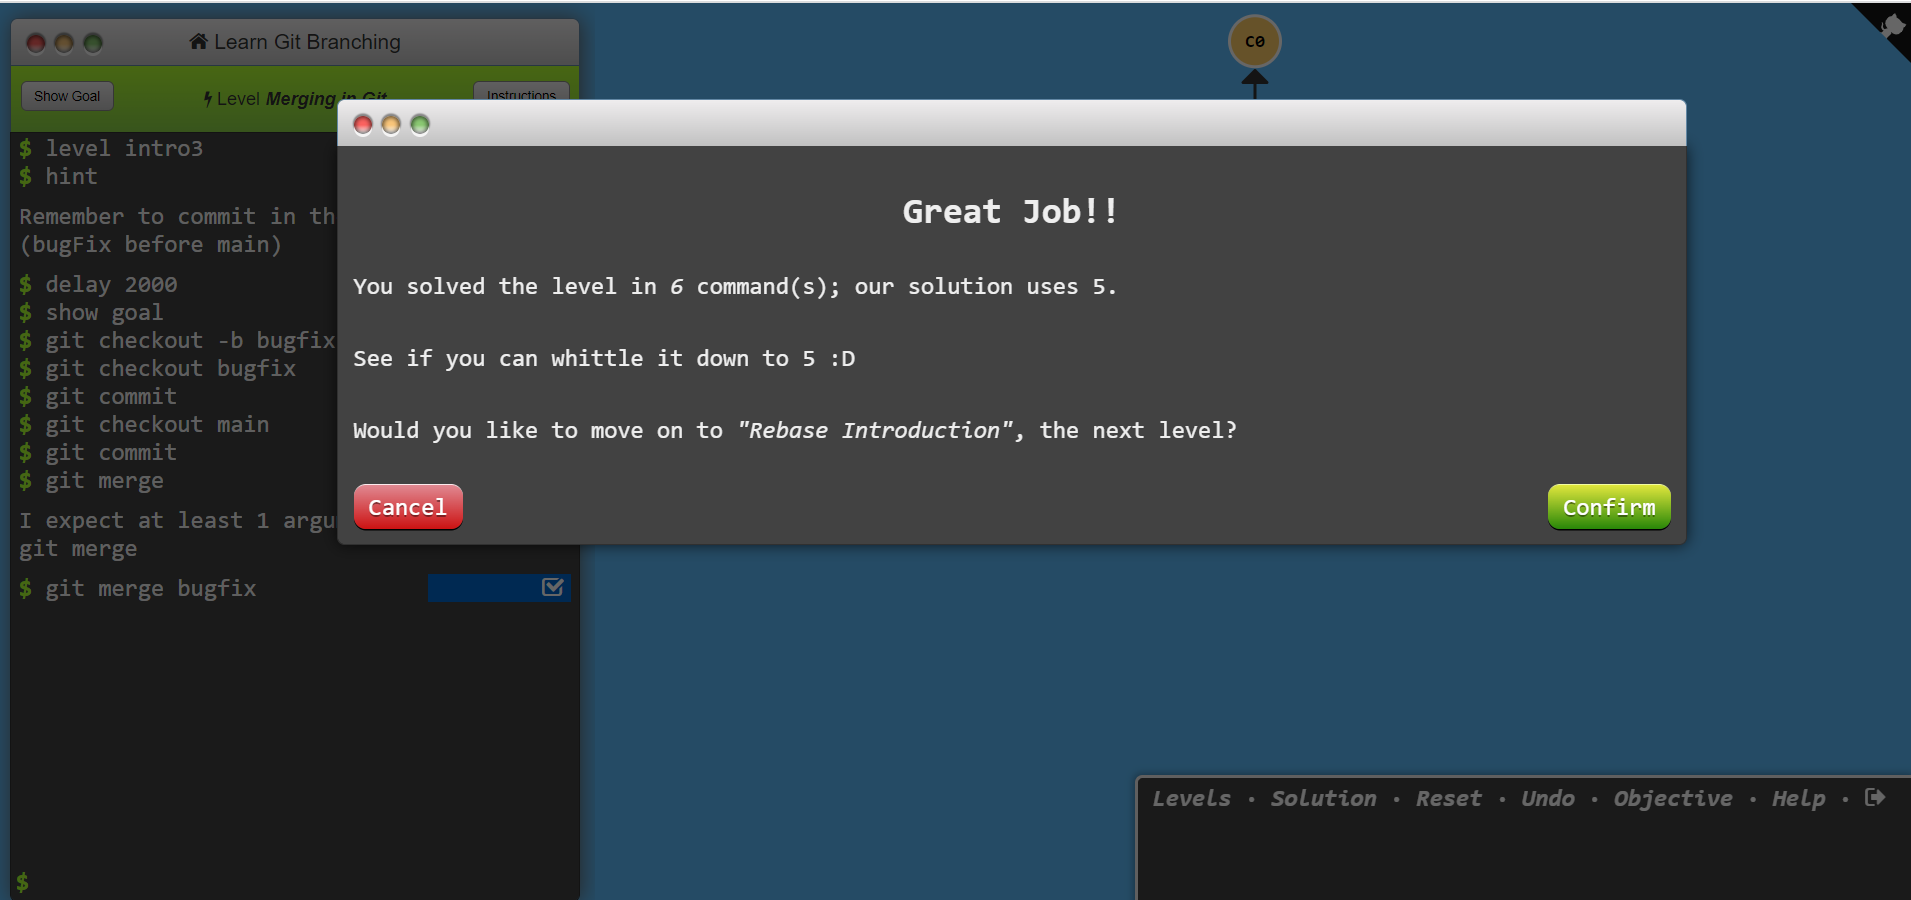 Learn Git Branching
Show Goal
Level Merging in Git
Instructions
$ level intro3
$ hint
Remember to commit in th
(bugFix before main)
$ delay 2000
$ show goal
$ git checkout -b bugfix
$ git checkout bugfix
$ git commit
$ git checkout main
$ git commit
$ git merge
I expect at least 1 argu
git merge
$ git merge bugfix
$
C0
Great Job!!
You solved the level in 6 command(s); our solution uses 5.
See if you can whittle it down to 5 :D
Would you like to move on to "Rebase Introduction", the next level?
Cancel
Confirm
Levels · Solution · Reset · Undo · Objective · Help ·